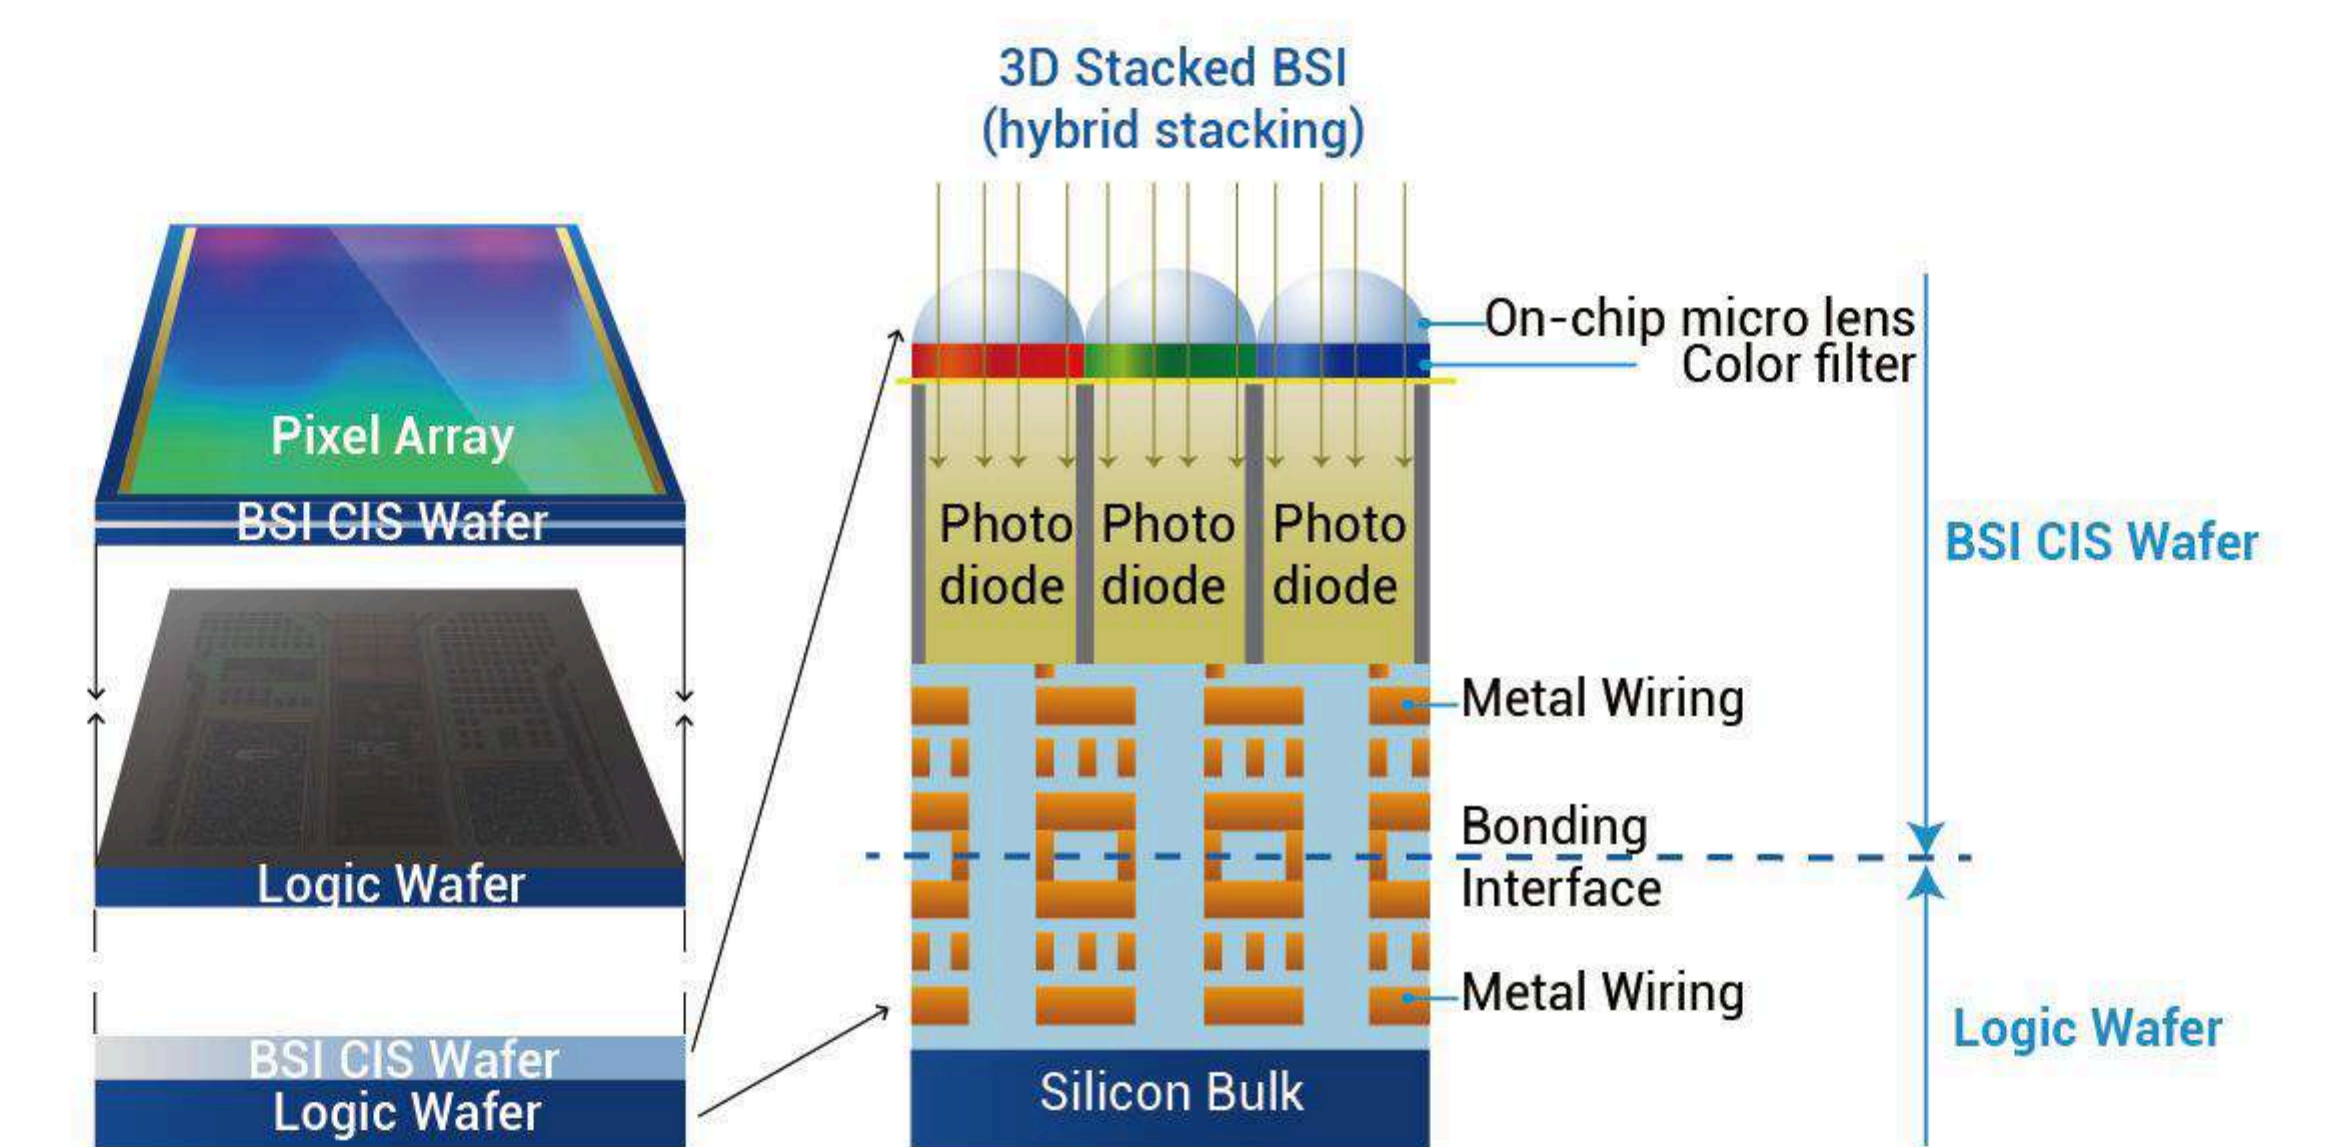 3D Stacked BSI
(hybrid stacking)
Pixel Array
BSI CIS Wafer
Logic Wafer
BSI CIS Wafer
Logic Wafer
On-chip micro lens
Color filter
Photo Photo Photo
diode diode diode
Metal Wiring
Bonding
Interface
Metal Wiring
Silicon Bulk
BSI CIS Wafer
Logic Wafer